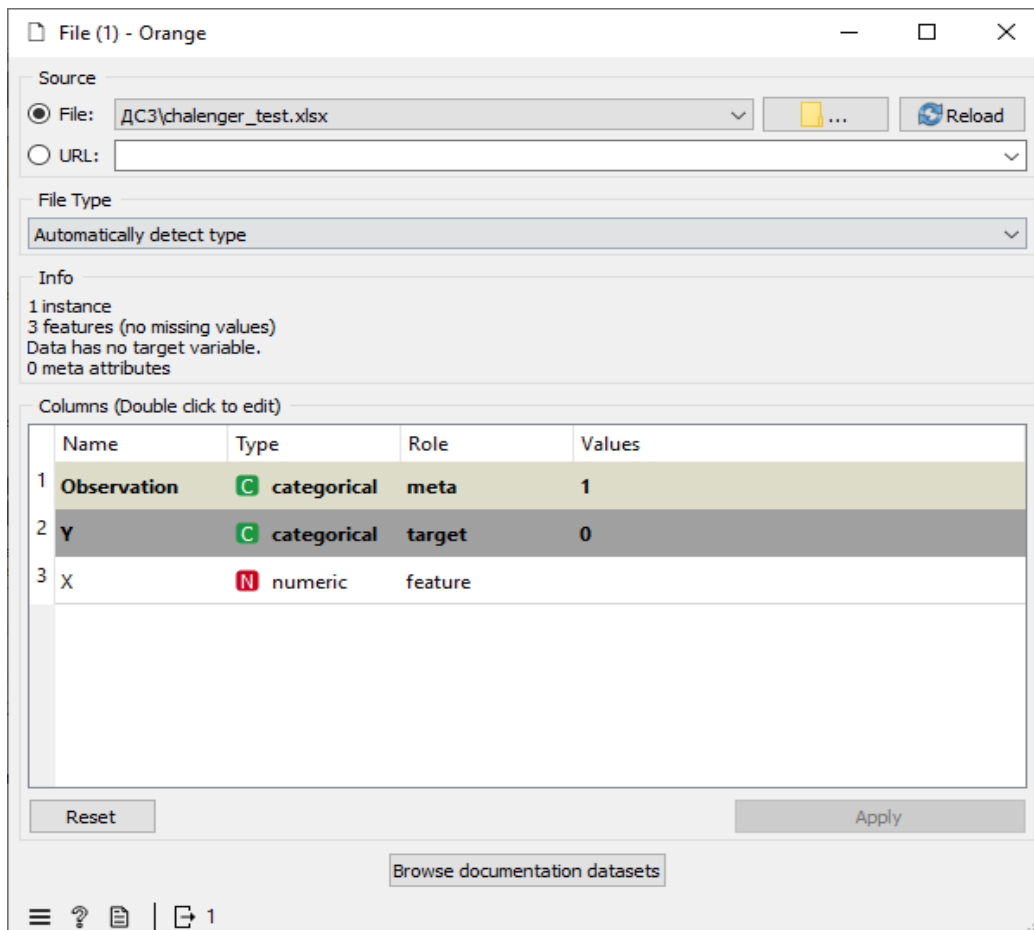 File (1) - Orange
Source
File: ДС3\chalenger_test.xlsx ... Reload
URL:
File Type
Automatically detect type
Info
1 instance
3 features (no missing values)
Data has no target variable.
0 meta attributes
Columns (Double click to edit)
Name Type Role Values
1 Observation C categorical meta 1
2 Y C categorical target 0
3 X N numeric feature
Reset Apply
Browse documentation datasets
? 1